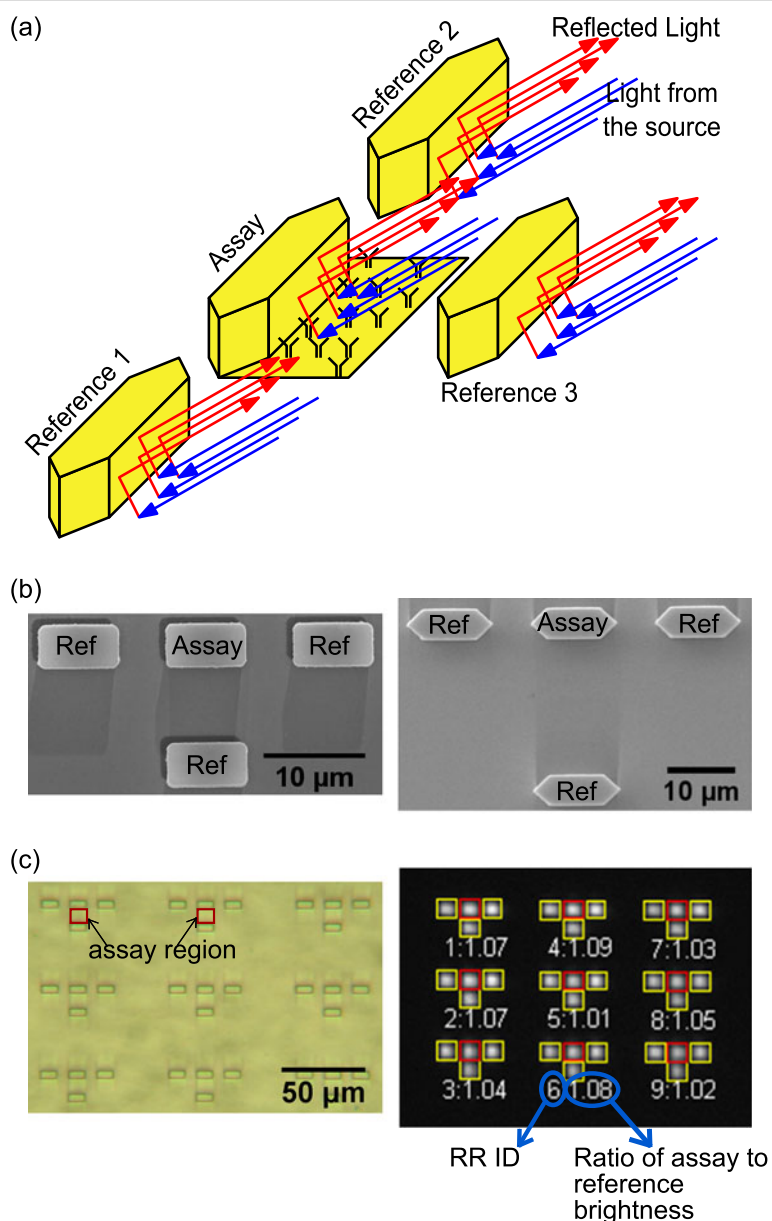 (a)
Reflected Light
Reference 2
Light from
the source
Assay
Reference 3
Reference 1
(b)
Ref Assay Ref
Ref
10 µm
Ref Assay Ref
Ref
10 µm
(c)
assay region
50 µm
1:1.07 4:1.09 7:1.03
2:1.07 5:1.01 8:1.05
3:1.04 6:1.08 9:1.02
RR ID
Ratio of assay to
reference
brightness